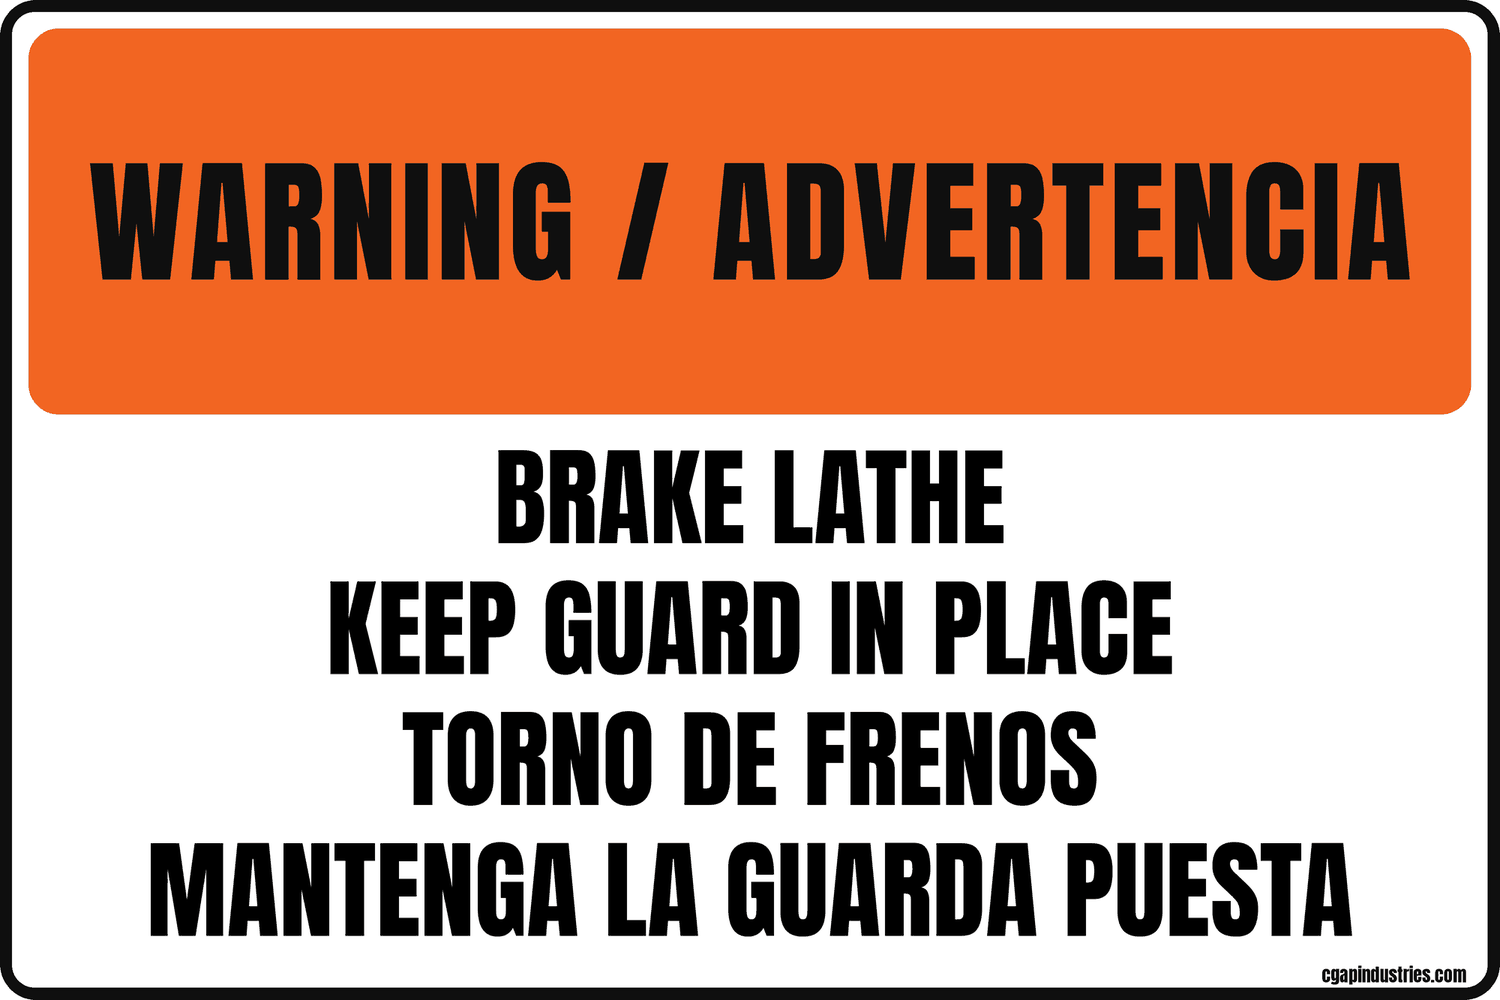 WARNING / ADVERTENCIA
BRAKE LATHE
KEEP GUARD IN PLACE
TORNO DE FRENOS
MANTENGA LA GUARDA PUESTA
cgapindustries.com